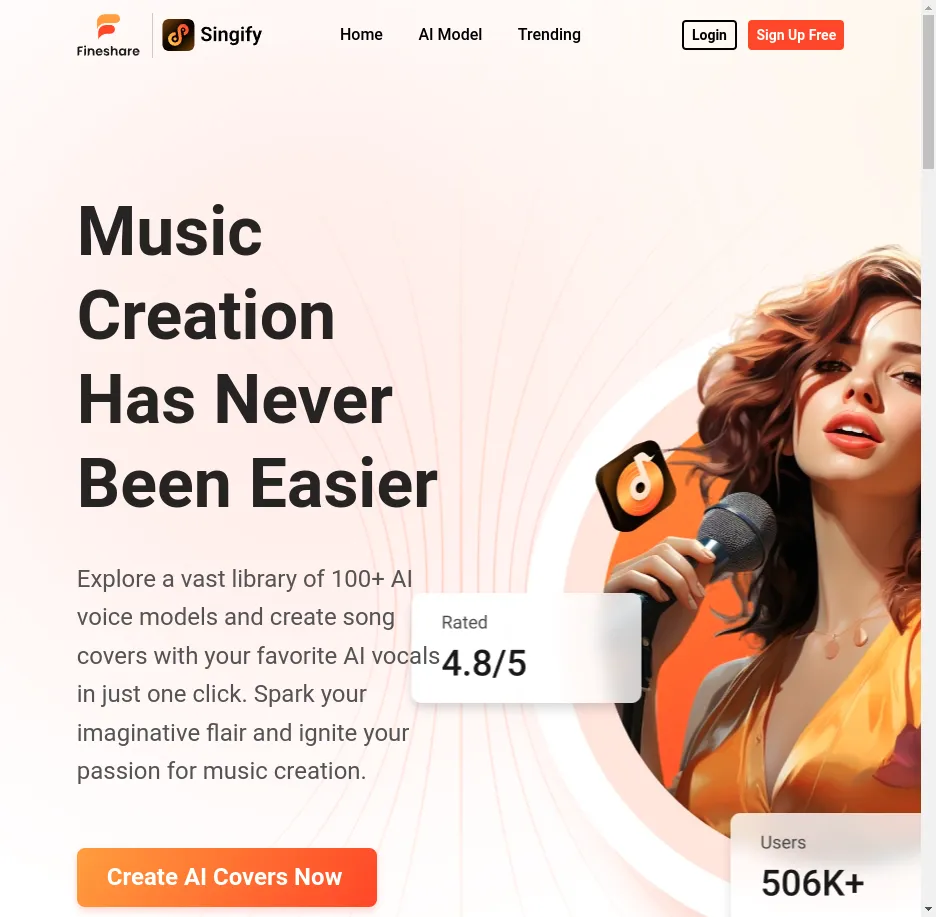 Fineshare
Singify
Home
AI Model
Trending
Login
Sign Up Free
Music
Creation
Has Never
Been Easier
Explore a vast library of 100+ AI
voice models and create song
covers with your favorite AI vocals
in just one click. Spark your
imaginative flair and ignite your
passion for music creation.
Rated
4.8/5
Create AI Covers Now
Users
506K+